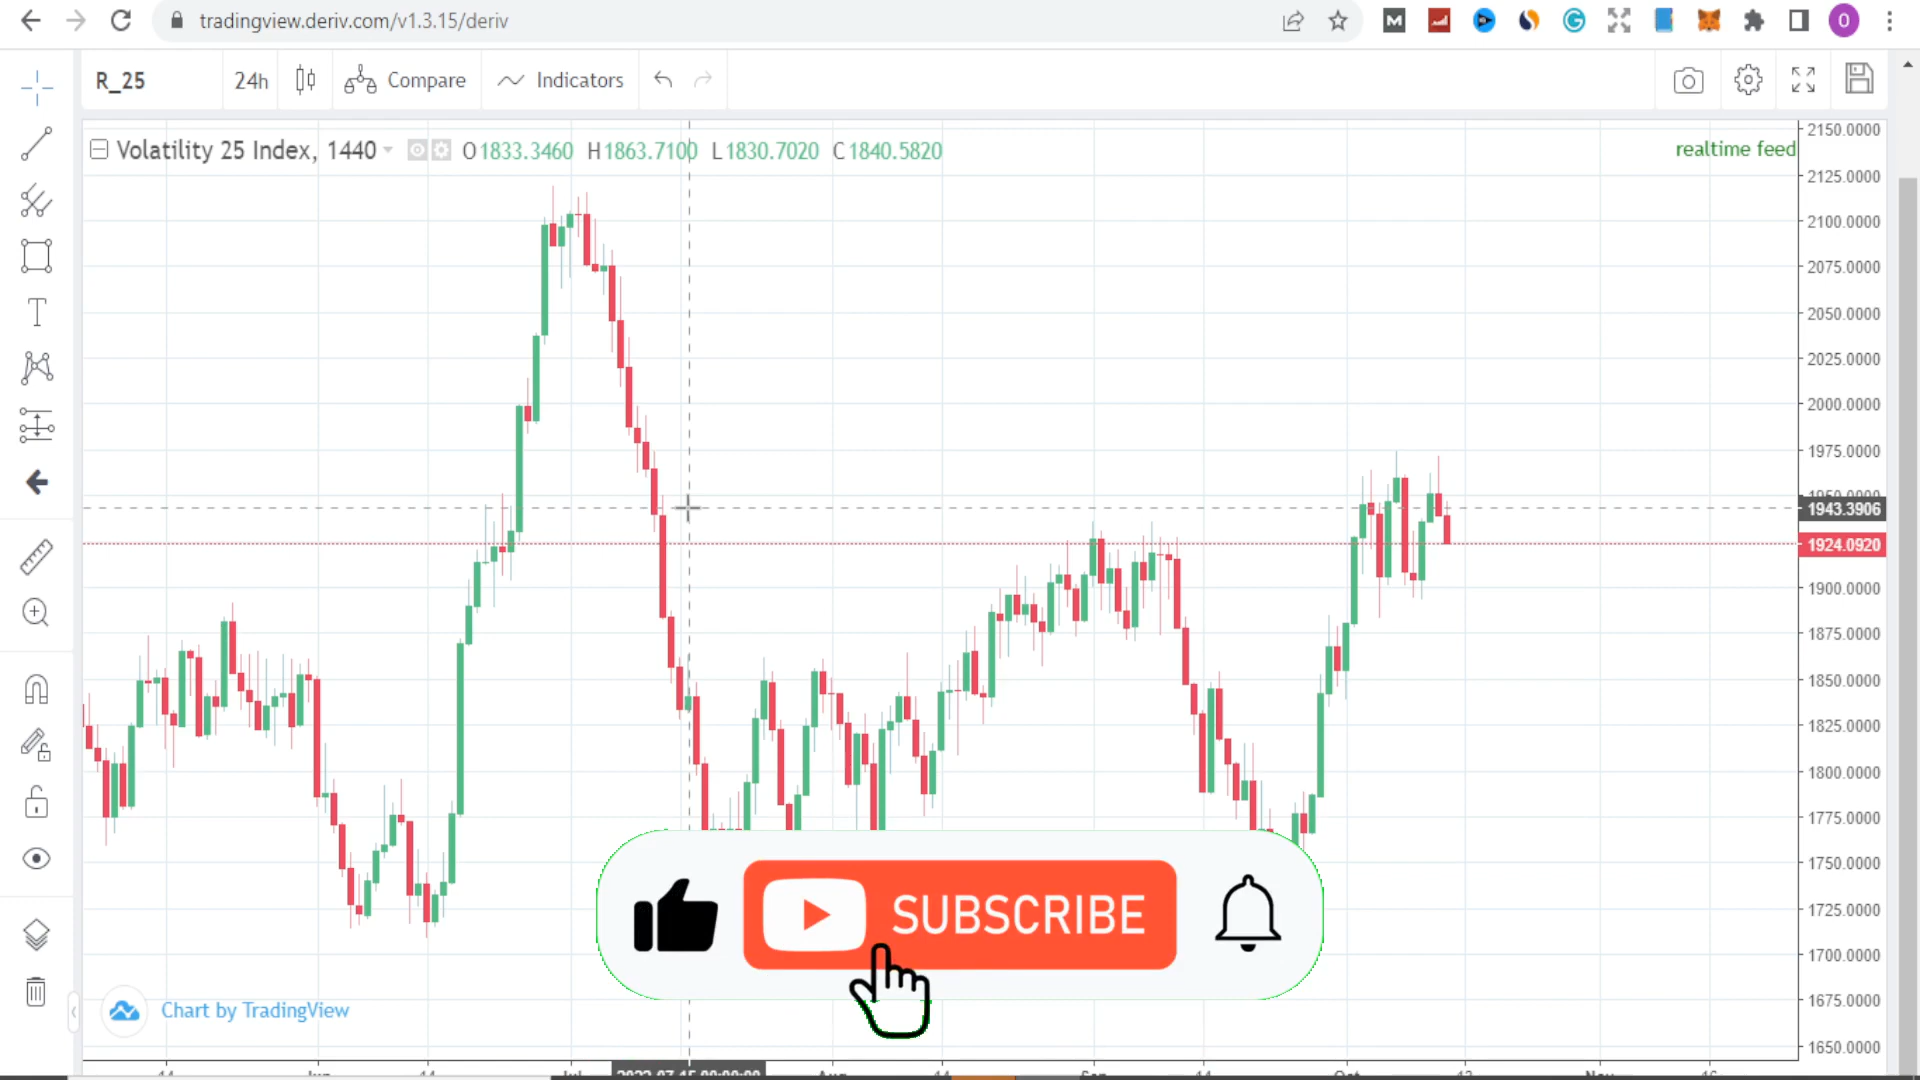 tradingview.deriv.com/v1.3.15/deriv
O
R_25
24h
Compare
Indicators
Volatility 25 Index, 1440
O1833.3460 H1863.7100 L1830.7020 C1840.5820
realtime feed
2150.0000
2125.0000
2100.0000
2075.0000
2050.0000
2025.0000
2000.0000
1975.0000
1950.0000
1943.3906
1924.0920
1900.0000
1875.0000
1850.0000
1825.0000
1800.0000
1775.0000
1750.0000
1725.0000
1700.0000
1675.0000
1650.0000
SUBSCRIBE
Chart by TradingView